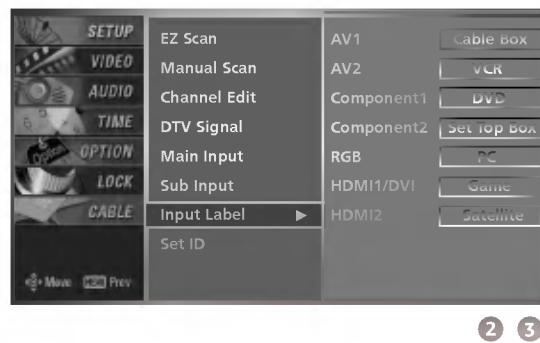 SETUP
VIDEO
AUDIO
TIME
OPTION
LOCK
CABLE
Move MENU Prev
EZ Scan
Manual Scan
Channel Edit
DTV Signal
Main Input
Sub Input
Input Label ▶
Set ID
AV1 Cable Box
AV2 VCR
Component1 DVD
Component2 Set Top Box
RGB PC
HDMI1/DVI Game
HDMI2 Satellite
2 3